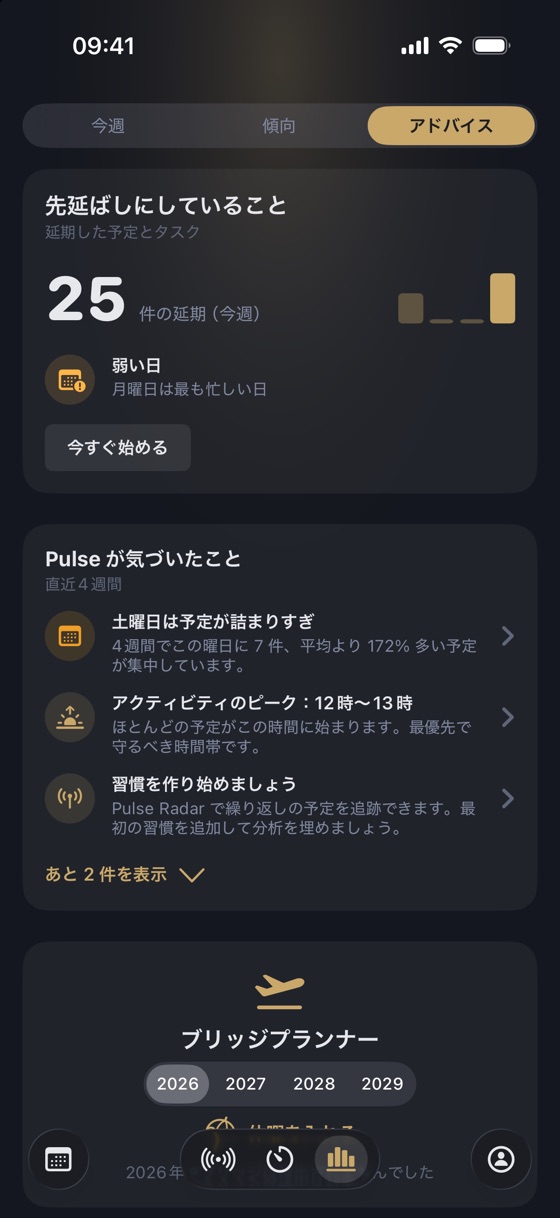 09:41
今週
傾向
アドバイス
先延ばしにしていること
延期した予定とタスク
25 件の延期（今週）
弱い日
月曜日は最も忙しい日
今すぐ始める
Pulse が気づいたこと
直近4週間
土曜日は予定が詰まりすぎ
4週間でこの曜日に 7 件、平均より 172% 多い予定
が集中しています。
アクティビティのピーク：12時〜13時
ほとんどの予定がこの時間に始まります。最優先で
守るべき時間帯です。
習慣を作り始めましょう
Pulse Radar で繰り返しの予定を追跡できます。最
初の習慣を追加して分析を埋めましょう。
あと 2 件を表示
ブリッジプランナー
2026
2027
2028
2029
2026年
んでした